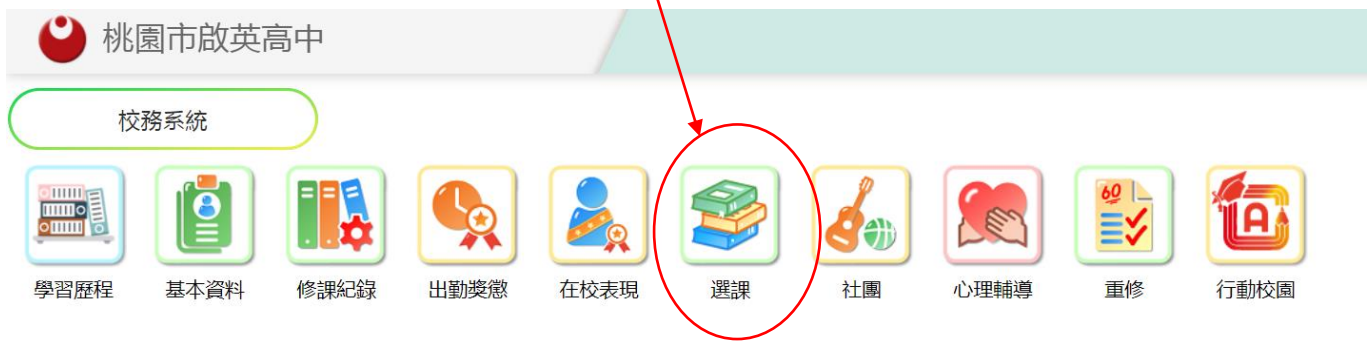 桃園市啟英高中
校務系統
60
A
學習歷程 基本資料 修課紀錄 出勤獎懲 在校表現 選課 社團 心理輔導 重修 行動校園